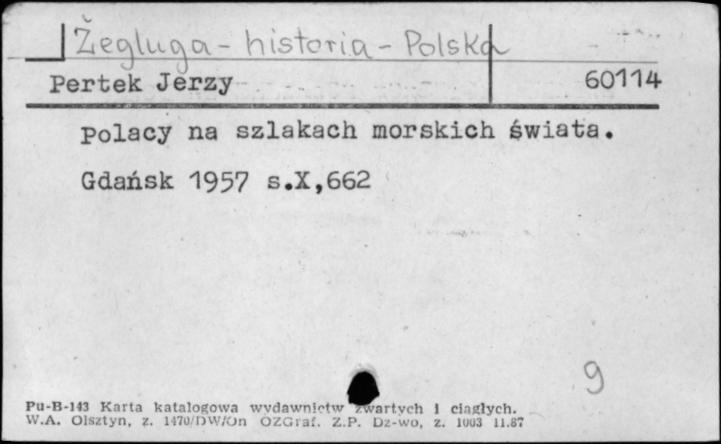 Żegluga - historia - Polska
Pertek Jerzy 60114
Polacy na szlakach morskich świata.
Gdańsk 1957 s.X,662
9
Pu-B-143 Karta katalogowa wydawnictw zwartych i ciągłych.
W.A. Olsztyn, z. 1470/DW/On OZGraf. Z.P. Dz-wo, z. 1003 11.87